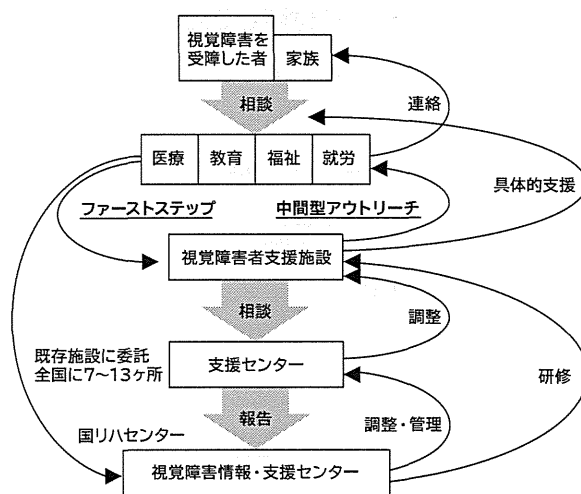 視覚障害を
受障した者
家族
相談
連絡
医療
教育
福祉
就労
具体的支援
ファーストステップ
中間型アウトリーチ
視覚障害者支援施設
相談
調整
既存施設に委託
全国に7〜13ヶ所
支援センター
研修
報告
国リハセンター
調整・管理
視覚障害情報・支援センター